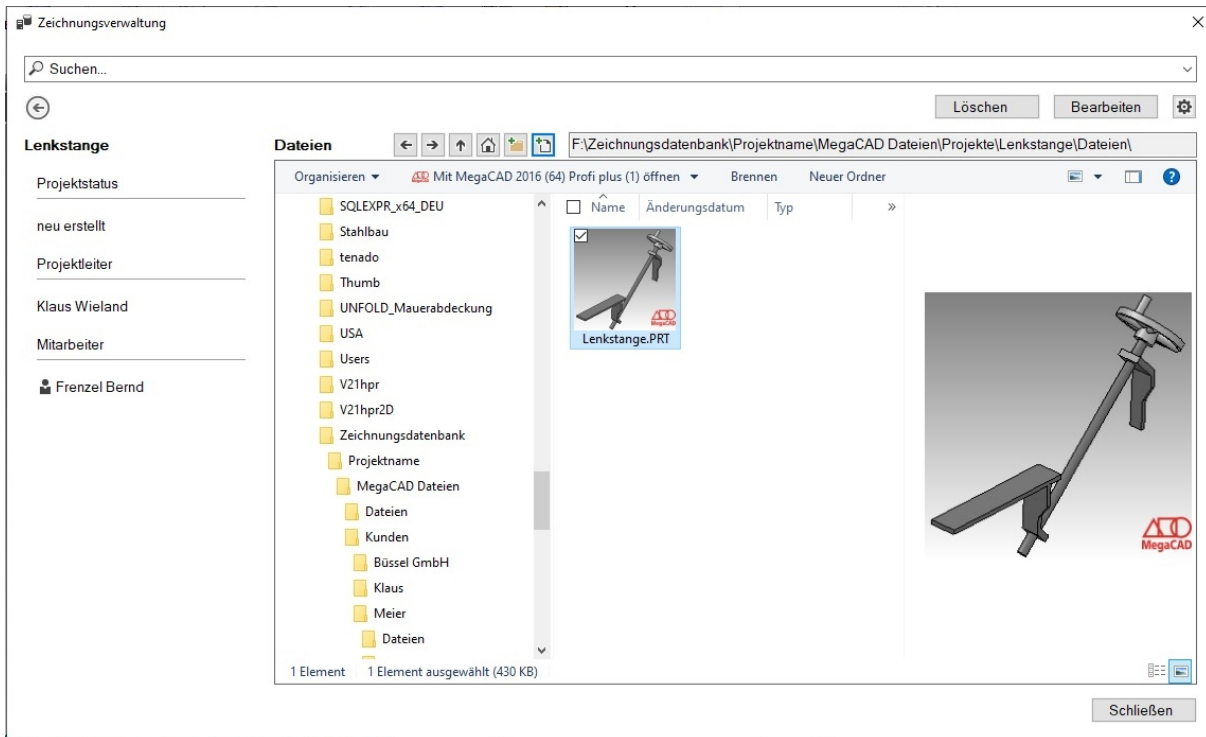 Zeichnungsverwaltung
Suchen...
Löschen
Bearbeiten
Lenkstange
Dateien
F:\Zeichnungsdatenbank\Projektname\MegaCAD Dateien\Projekte\Lenkstange\Dateien\
Projektstatus
neu erstellt
Projektleiter
Klaus Wieland
Mitarbeiter
Frenzel Bernd
Organisieren
Mit MegaCAD 2016 (64) Profi plus (1) öffnen
Brennen
Neuer Ordner
SQLEXPR_x64_DEU
Stahlbau
tenado
Thumb
UNFOLD_Mauerabdeckung
USA
Users
V21hpr
V21hpr2D
Zeichnungsdatenbank
Projektname
MegaCAD Dateien
Dateien
Kunden
Büssel GmbH
Klaus
Meier
Dateien
Name
Änderungsdatum
Typ
»
MegaCAD
Lenkstange.PRT
MegaCAD
1 Element
1 Element ausgewählt (430 KB)
Schließen